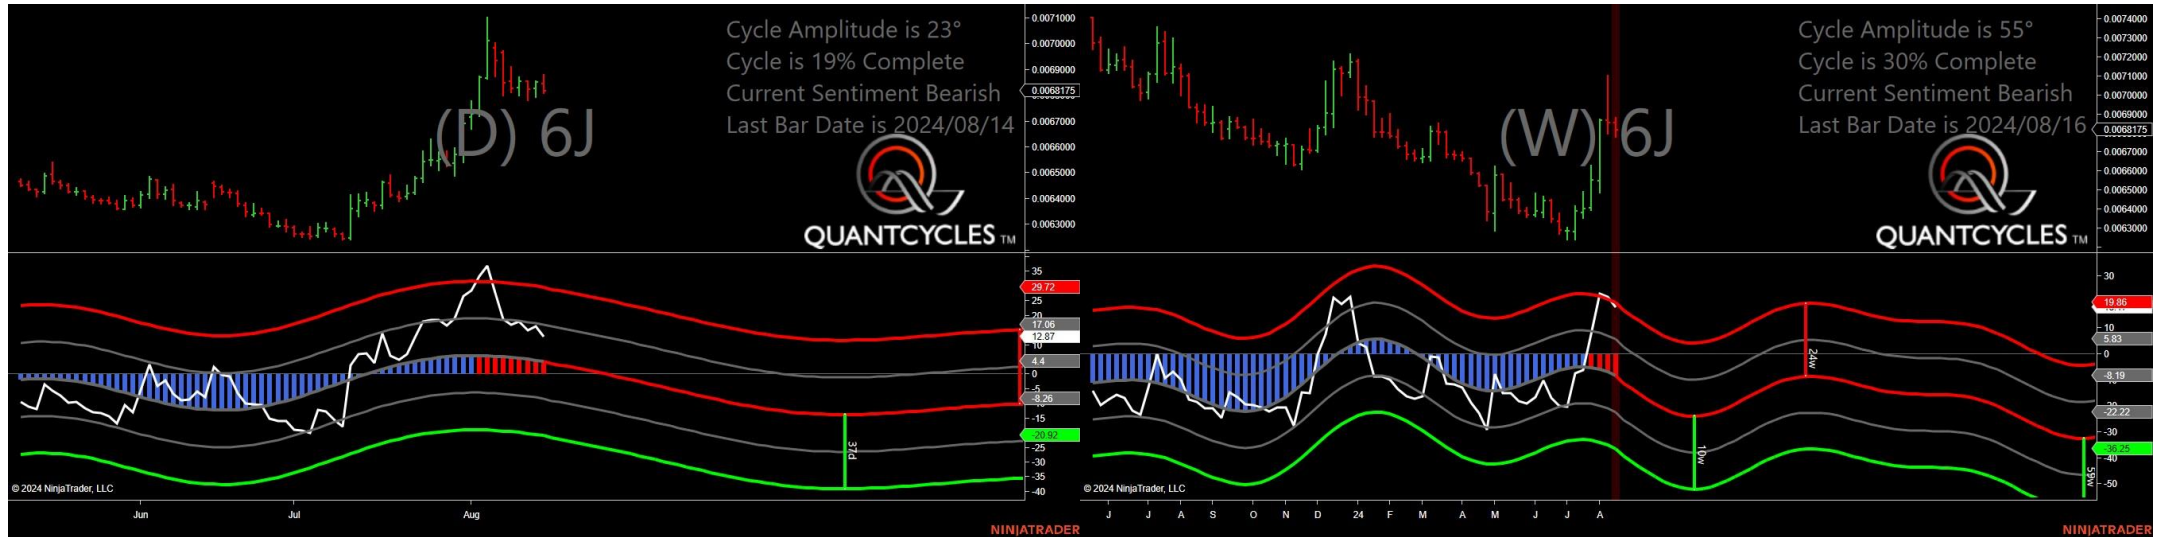 Cycle Amplitude is 23°
Cycle is 19% Complete
Current Sentiment Bearish
Last Bar Date is 2024/08/14
(D) 6J
QUANTCYCLES TM
0.0071000
0.0070000
0.0069000
0.0068175
0.0067000
0.0066000
0.0065000
0.0064000
0.0063000
35
29.72
25
20
17.06
12.87
10
4.4
0
-5
-8.26
-15
-20.92
-25
-30
-35
-40
37d
© 2024 NinjaTrader, LLC
Jun Jul Aug
NINJATRADER
Cycle Amplitude is 55°
Cycle is 30% Complete
Current Sentiment Bearish
Last Bar Date is 2024/08/16
(W) 6J
QUANTCYCLES TM
0.0074000
0.0073000
0.0072000
0.0071000
0.0070000
0.0069000
0.0068175
0.0067000
0.0066000
0.0065000
0.0064000
0.0063000
30
19.86
10
5.83
0
-8.19
-22.22
-30
-36.25
-40
-50
24w
10w
59w
© 2024 NinjaTrader, LLC
J J A S O N D 24 F M A M J J A
NINJATRADER